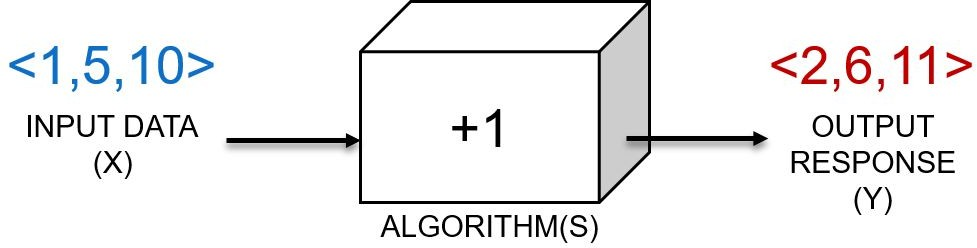 <1,5,10>
INPUT DATA
(X)
+1
ALGORITHM(S)
<2,6,11>
OUTPUT
RESPONSE
(Y)